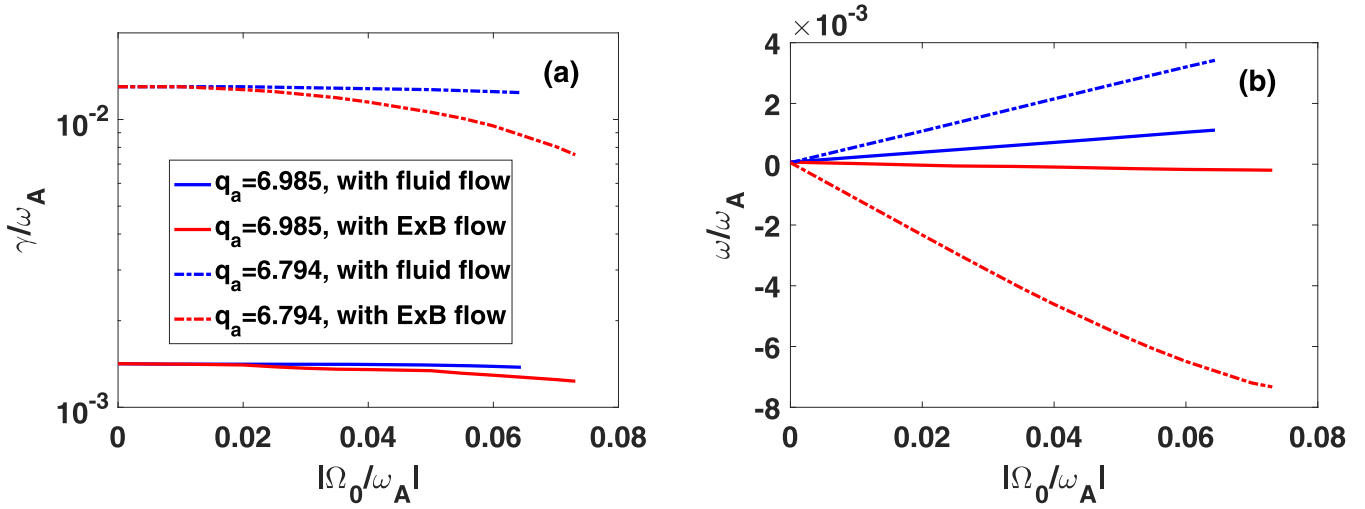 (a)
10⁻²
10⁻³
γ/ω_A
q_a=6.985, with fluid flow
q_a=6.985, with ExB flow
q_a=6.794, with fluid flow
q_a=6.794, with ExB flow
0 0.02 0.04 0.06 0.08
|Ω₀/ω_A|
× 10⁻³
(b)
4
2
0
-2
-4
-6
-8
ω/ω_A
0 0.02 0.04 0.06 0.08
|Ω₀/ω_A|